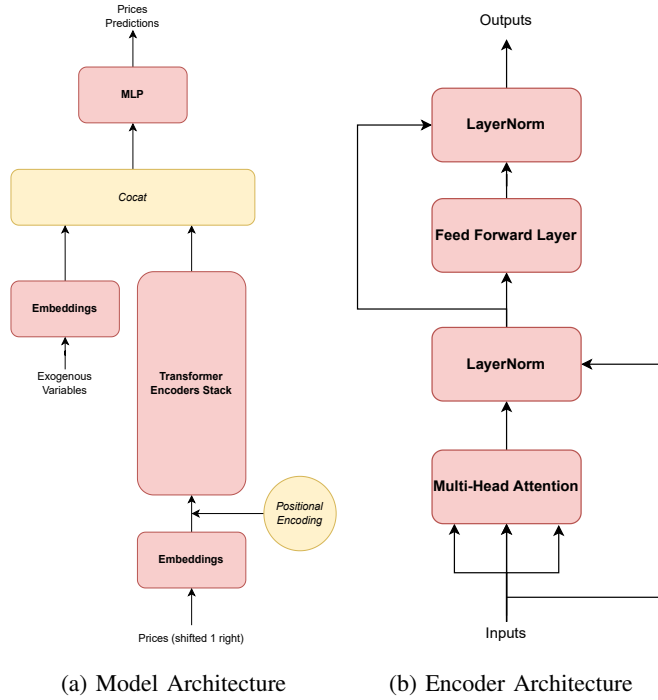 Prices
Predictions
MLP
Cocat
Embeddings
Exogenous
Variables
Transformer
Encoders Stack
Positional
Encoding
Embeddings
Prices (shifted 1 right)
(a) Model Architecture
Outputs
LayerNorm
Feed Forward Layer
LayerNorm
Multi-Head Attention
Inputs
(b) Encoder Architecture